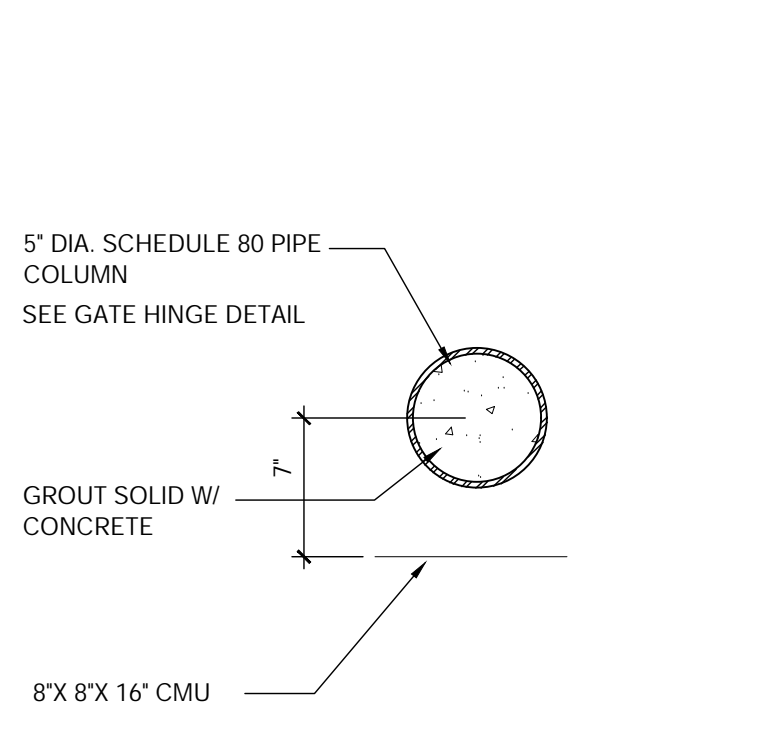 5" DIA. SCHEDULE 80 PIPE
COLUMN
SEE GATE HINGE DETAIL
7"
GROUT SOLID W/
CONCRETE
8"X 8"X 16" CMU